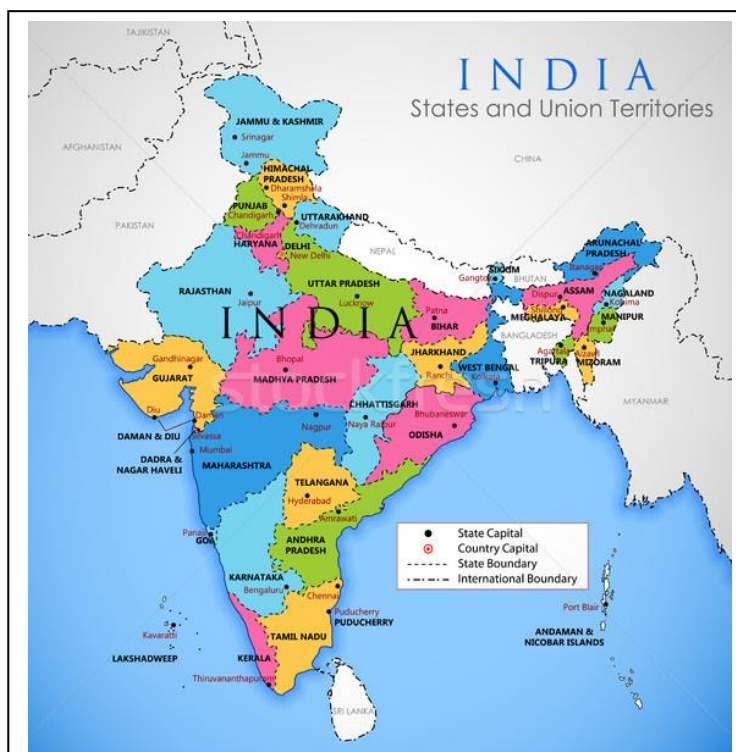 TAJIKISTAN
INDIA
States and Union Territories
AFGHANISTAN
JAMMU & KASHMIR
Srinagar
Jammu
CHINA
HIMACHAL
PRADESH
Dharamshala
Shimla
PUNJAB
Chandigarh
UTTARAKHAND
Dehradun
PAKISTAN
Chandigarh
HARYANA
DELHI
New Delhi
NEPAL
ARUNACHAL
PRADESH
Itanagar
SIKKIM
Gangtok
BHUTAN
RAJASTHAN
Jaipur
UTTAR PRADESH
Lucknow
ASSAM
Dispur
NAGALAND
Kohima
Shillong
MEGHALAYA
MANIPUR
Imphal
INDIA
Patna
BIHAR
BANGLADESH
Agartala
TRIPURA
Aizawl
MIZORAM
Gandhinagar
GUJARAT
Bhopal
MADHYA PRADESH
JHARKHAND
Ranchi
WEST BENGAL
Kolkata
MYANMAR
stockfresh
Diu
Daman
DAMAN & DIU
Silvassa
DADRA &
NAGAR HAVELI
Mumbai
CHHATTISGARH
Naya Raipur
Nagpur
Bhubaneswar
ODISHA
MAHARASHTRA
TELANGANA
Hyderabad
Amrawati
Panaji
GOA
ANDHRA
PRADESH
State Capital
Country Capital
State Boundary
International Boundary
KARNATAKA
Bengaluru
Chennai
Puducherry
PUDUCHERRY
Port Blair
ANDAMAN &
NICOBAR ISLANDS
Kavaratti
LAKSHADWEEP
TAMIL NADU
KERALA
Thiruvananthapuram
SRI LANKA